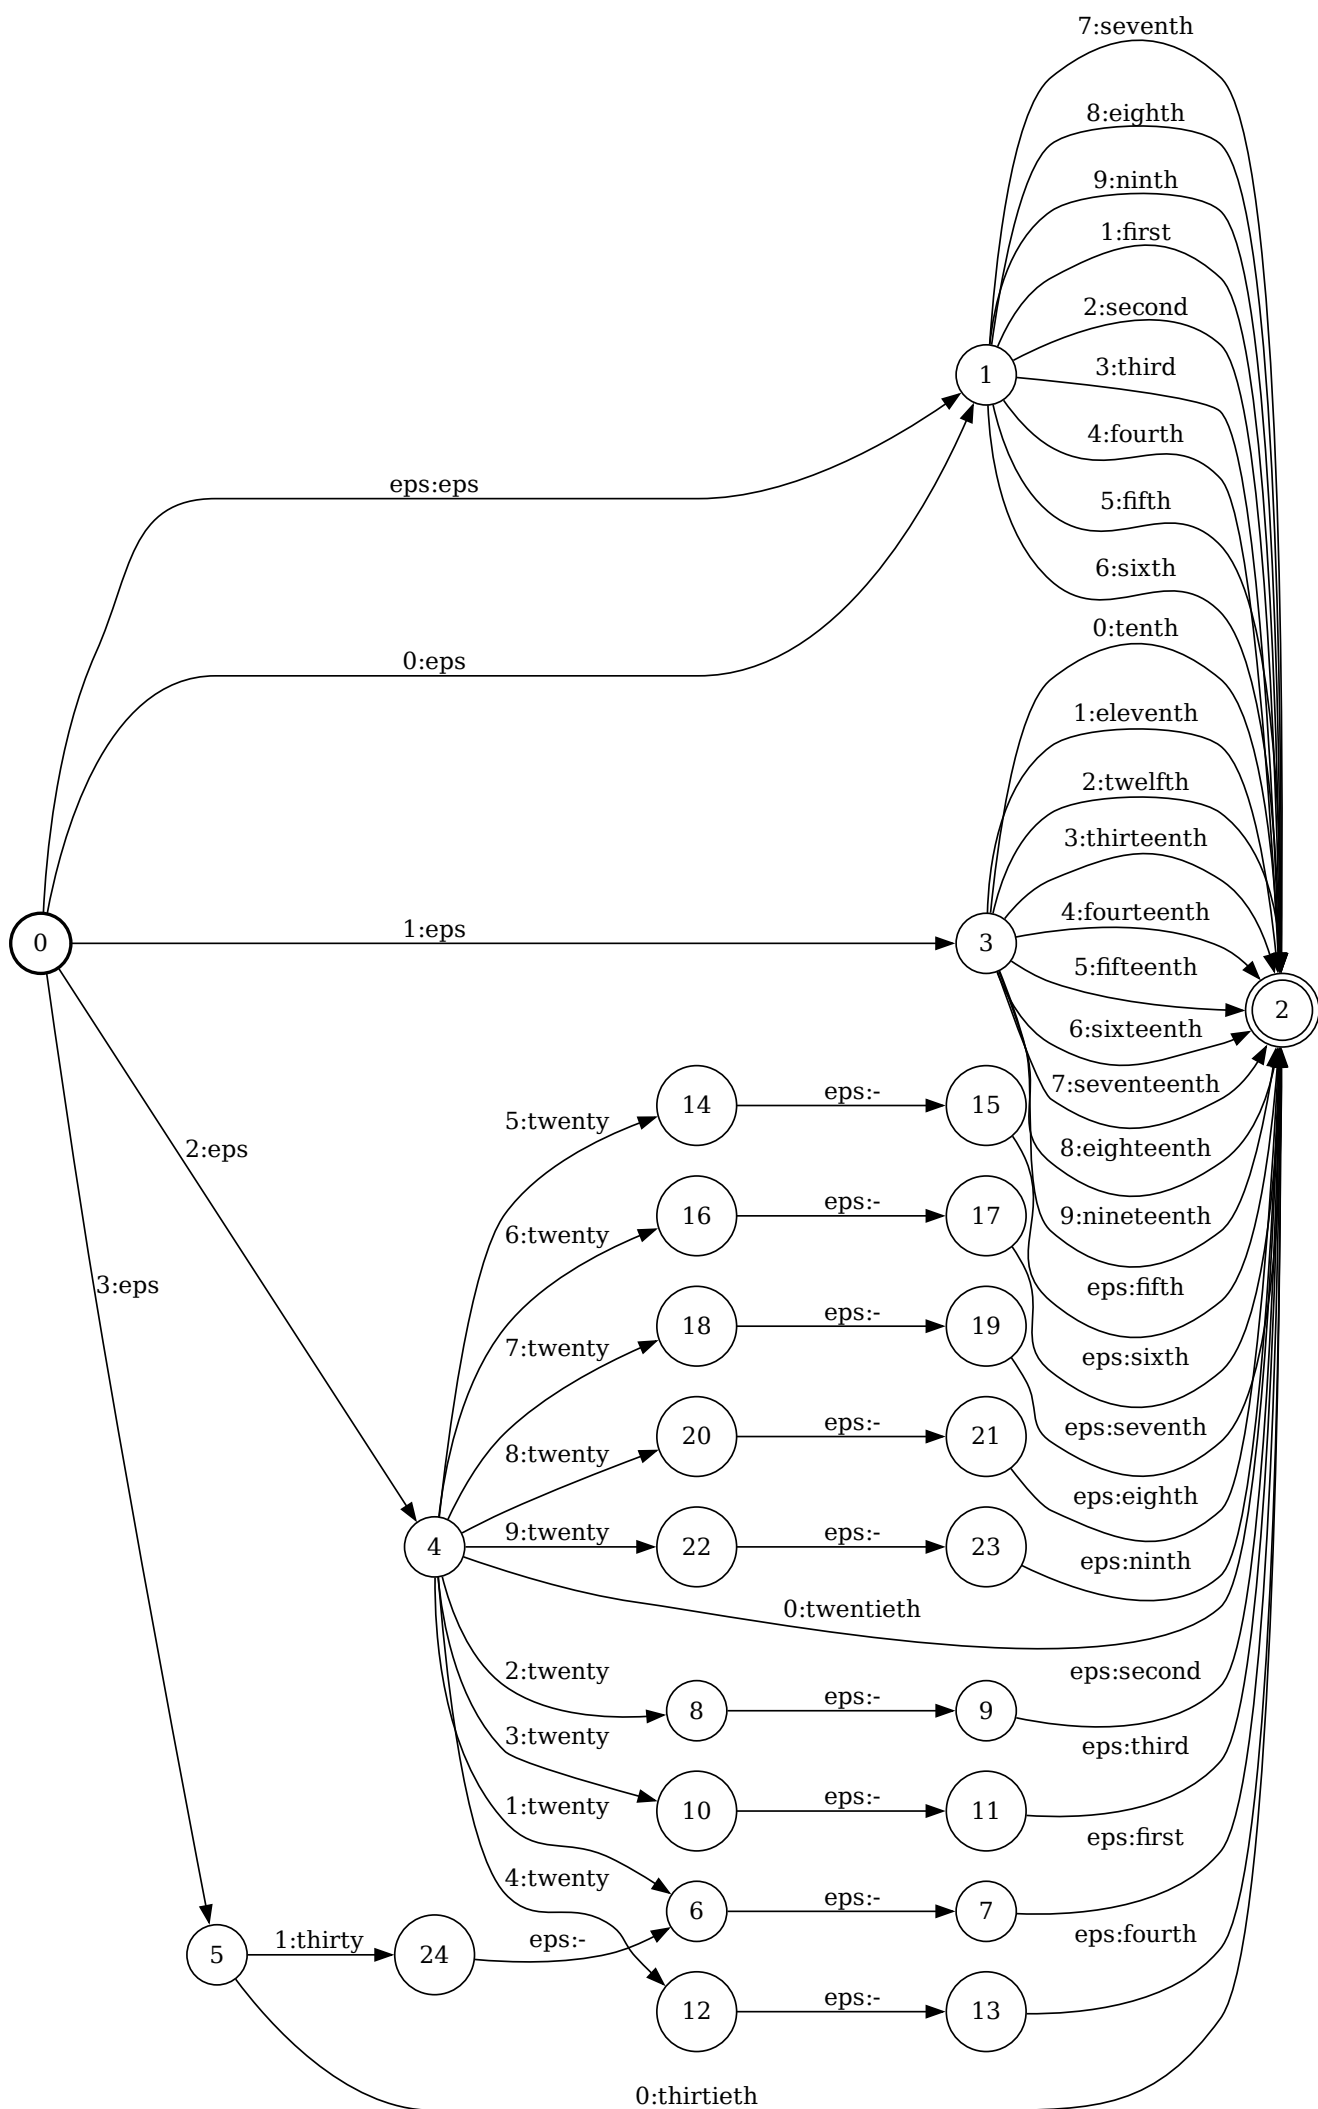 7:seventh
8:eighth
9:ninth
1:first
2:second
3:third
1
4:fourth
eps:eps
5:fifth
6:sixth
0:tenth
0:eps
1:eleventh
2:twelfth
3:thirteenth
4:fourteenth
1:eps
0
3
5:fifteenth
2
6:sixteenth
7:seventeenth
5:twenty
14
eps:-
15
2:eps
8:eighteenth
6:twenty
16
eps:-
17
9:nineteenth
3:eps
eps:fifth
7:twenty
18
eps:-
19
eps:sixth
8:twenty
20
eps:-
21
eps:seventh
eps:eighth
4
9:twenty
22
eps:-
23
eps:ninth
0:twentieth
2:twenty
8
eps:-
9
eps:second
3:twenty
eps:third
1:twenty
10
eps:-
11
eps:first
4:twenty
6
eps:-
7
eps:fourth
5
1:thirty
24
eps:-
12
eps:-
13
0:thirtieth